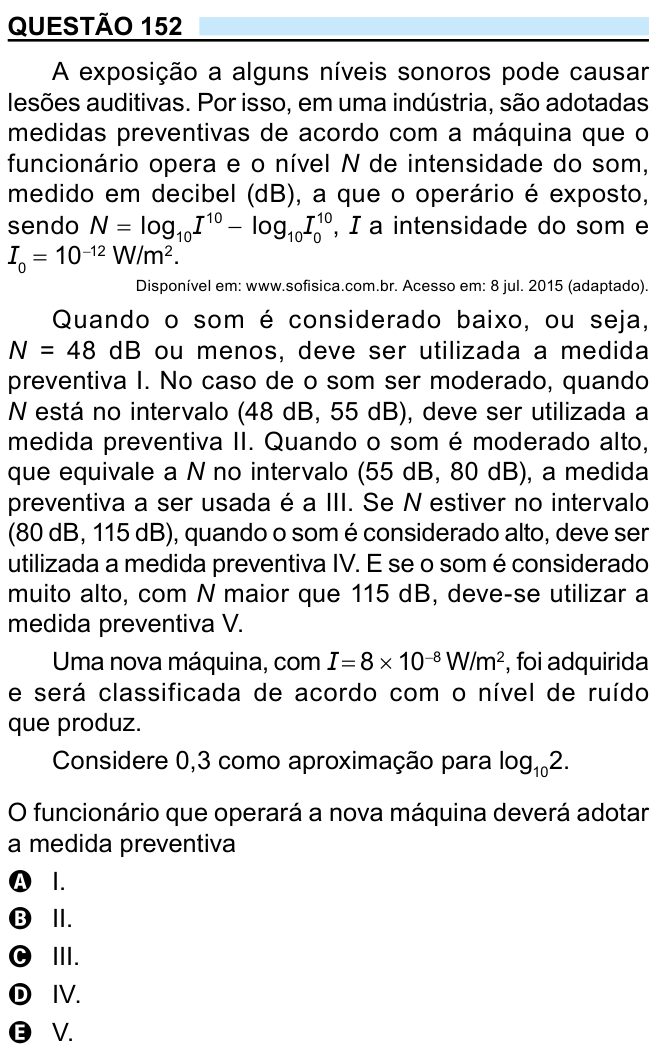 QUESTÃO 152
A exposição a alguns níveis sonoros pode causar
lesões auditivas. Por isso, em uma indústria, são adotadas
medidas preventivas de acordo com a máquina que o
funcionário opera e o nível N de intensidade do som,
medido em decibel (dB), a que o operário é exposto,
sendo N = log₁₀I¹⁰ − log₁₀I₀¹⁰, I a intensidade do som e
I₀ = 10⁻¹² W/m².
Disponível em: www.sofisica.com.br. Acesso em: 8 jul. 2015 (adaptado).
Quando o som é considerado baixo, ou seja,
N = 48 dB ou menos, deve ser utilizada a medida
preventiva I. No caso de o som ser moderado, quando
N está no intervalo (48 dB, 55 dB), deve ser utilizada a
medida preventiva II. Quando o som é moderado alto,
que equivale a N no intervalo (55 dB, 80 dB), a medida
preventiva a ser usada é a III. Se N estiver no intervalo
(80 dB, 115 dB), quando o som é considerado alto, deve ser
utilizada a medida preventiva IV. E se o som é considerado
muito alto, com N maior que 115 dB, deve-se utilizar a
medida preventiva V.
Uma nova máquina, com I = 8 × 10⁻⁸ W/m², foi adquirida
e será classificada de acordo com o nível de ruído
que produz.
Considere 0,3 como aproximação para log₁₀2.
O funcionário que operará a nova máquina deverá adotar
a medida preventiva
A I.
B II.
C III.
D IV.
E V.